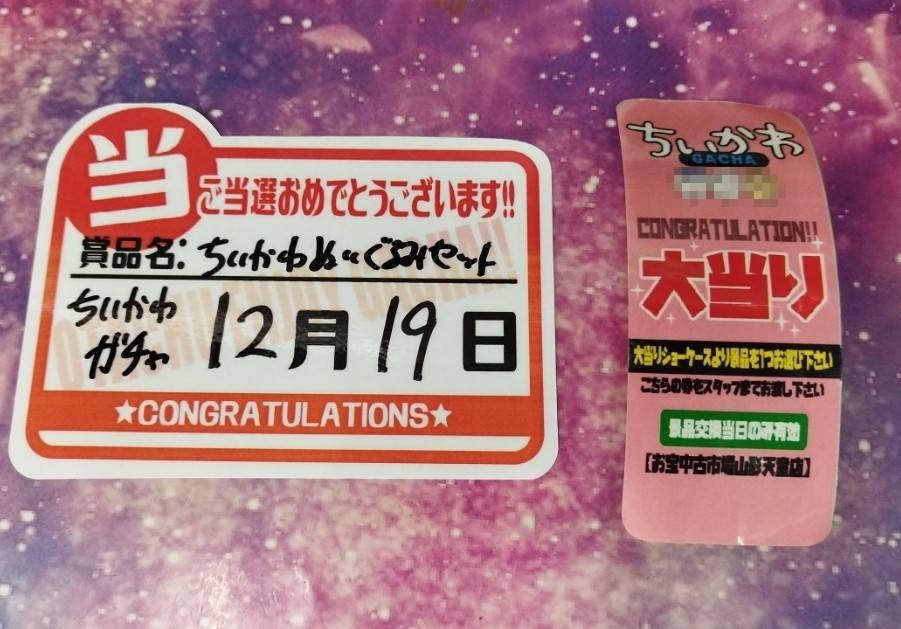 当
ご当選おめでとうございます!!
賞品名:ちいかわぬいぐるみセット
ちいかわ
ガチャ
12月19日
★CONGRATULATIONS★
ちいかわ
GACHA
CONGRATULATION!!
大当り
大当りショーケースより景品を1つお選び下さい
こちらの券をスタッフまでお渡し下さい
景品交換当日のみ有効
【お宝中古市場山形天童店】